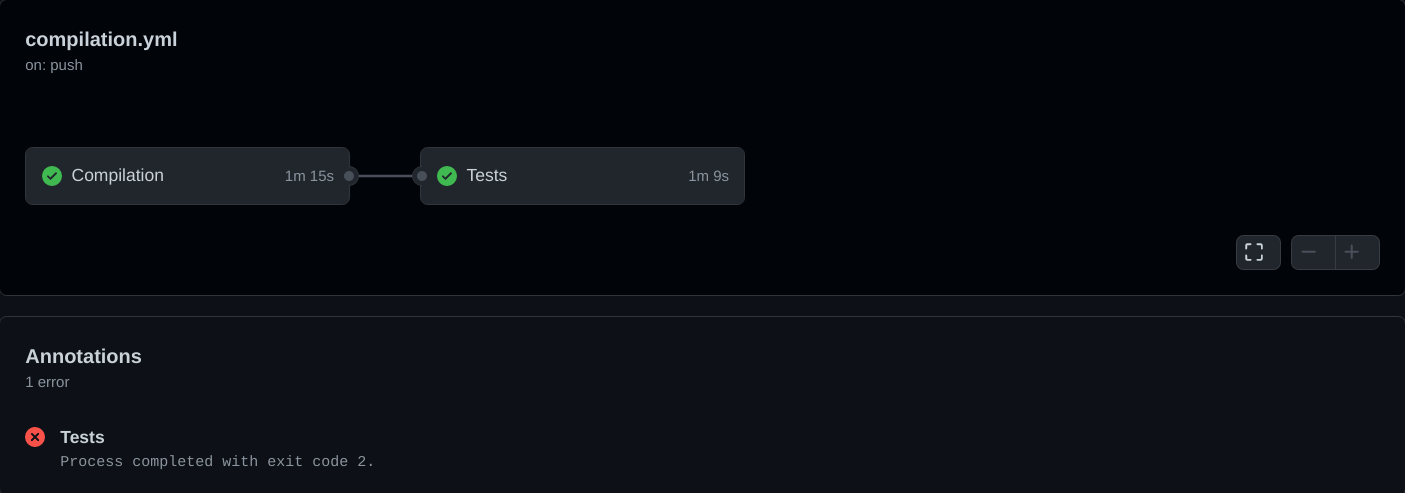 compilation.yml
on: push
Compilation 1m 15s
Tests 1m 9s
Annotations
1 error
Tests
Process completed with exit code 2.